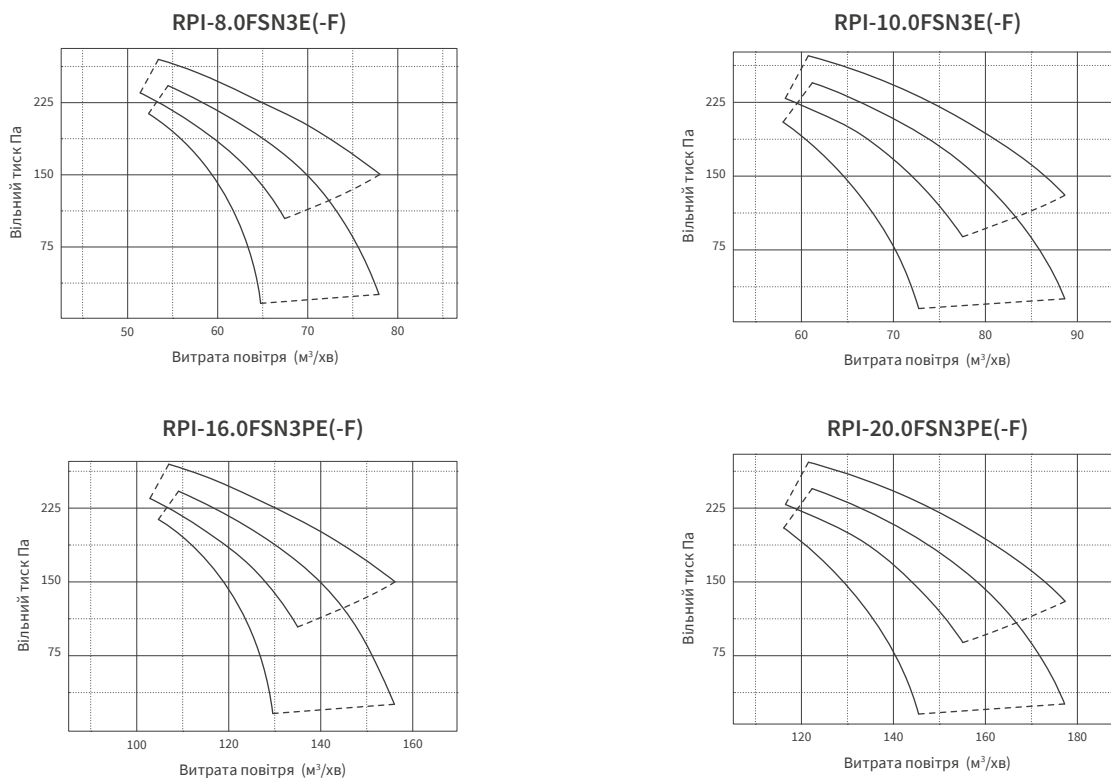 RPI-8.0FSN3E(-F)
Вільний тиск Па
225
150
75
50
60
70
80
Витрата повітря (м³/хв)
RPI-10.0FSN3E(-F)
Вільний тиск Па
225
150
75
60
70
80
90
Витрата повітря (м³/хв)
RPI-16.0FSN3PE(-F)
Вільний тиск Па
225
150
75
100
120
140
160
Витрата повітря (м³/хв)
RPI-20.0FSN3PE(-F)
Вільний тиск Па
225
150
75
120
140
160
180
Витрата повітря (м³/хв)